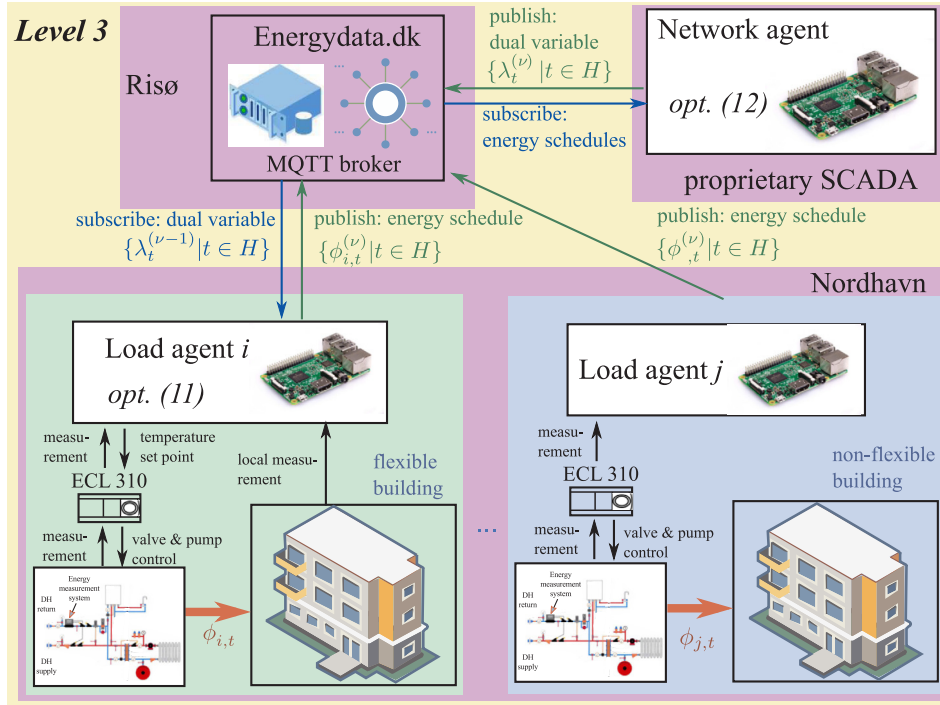 Level 3
Energydata.dk
Risø
MQTT broker
publish:
dual variable
{λ_t^(ν) | t ∈ H}
subscribe:
energy schedules
Network agent
opt. (12)
proprietary SCADA
subscribe: dual variable
{λ_t^(ν−1) | t ∈ H}
publish: energy schedule
{ϕ_{i,t}^(ν) | t ∈ H}
publish: energy schedule
{ϕ_{,t}^(ν) | t ∈ H}
Nordhavn
Load agent i
opt. (11)
measu-
rement
temperature
set point
ECL 310
measu-
rement
valve & pump
control
local measu-
rement
flexible
building
Energy
measurement
system
DH
return
DH
supply
ϕ_{i,t}
...
Load agent j
measu-
rement
ECL 310
measu-
rement
valve & pump
control
non-flexible
building
Energy
measurement
system
DH
return
DH
supply
ϕ_{j,t}